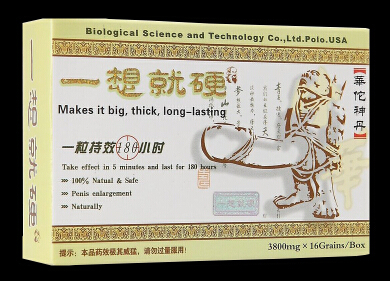 Biological Science and Technology Co.,Ltd.Polo.USA
一想就硬
Makes it big, thick, long-lasting
【華佗神丹】
一粒持效180小时
Take effect in 5 minutes and last for 180 hours
>>> 100% Natual & Safe
>>> Penis enlargement
>>> Naturally
3800mg × 16Grains/Box
提示：本品药效极其威猛，请勿过量服用！
一想就硬